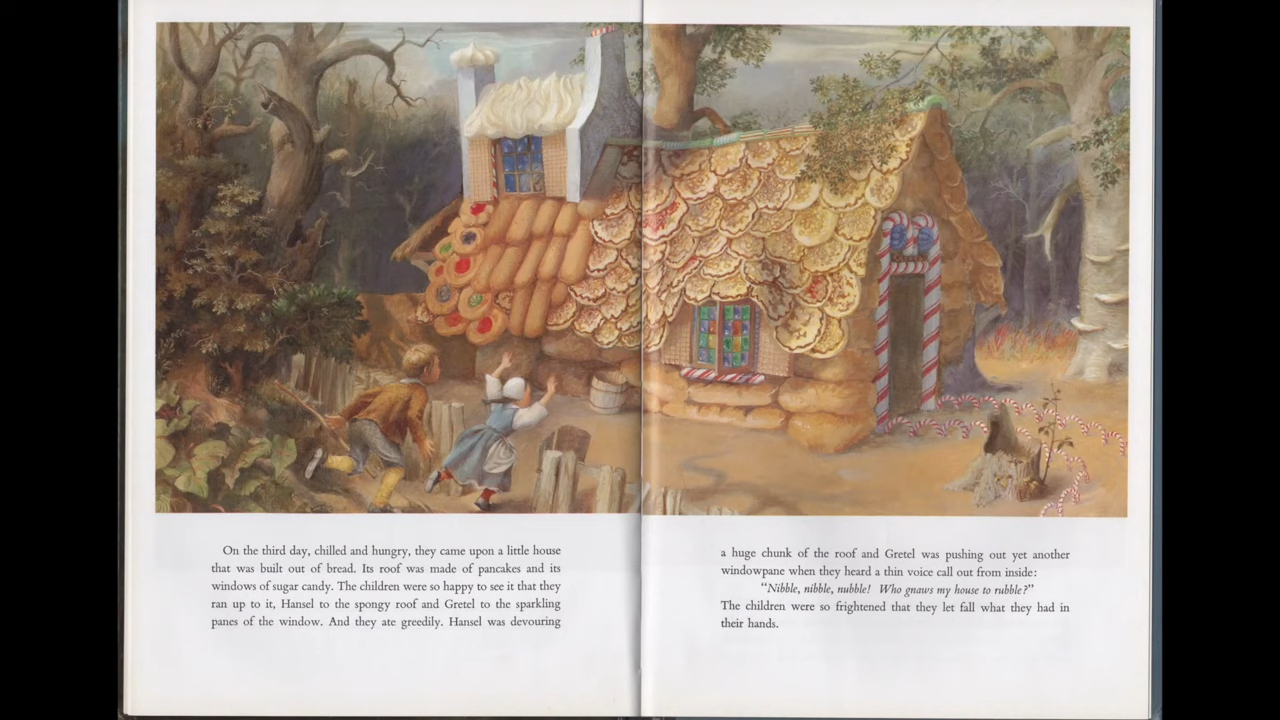 On the third day, chilled and hungry, they came upon a little house
that was built out of bread. Its roof was made of pancakes and its
windows of sugar candy. The children were so happy to see it that they
ran up to it, Hansel to the spongy roof and Gretel to the sparkling
panes of the window. And they ate greedily. Hansel was devouring
a huge chunk of the roof and Gretel was pushing out yet another
windowpane when they heard a thin voice call out from inside:
“Nibble, nibble, nubble! Who gnaws my house to rubble?”
The children were so frightened that they let fall what they had in
their hands.